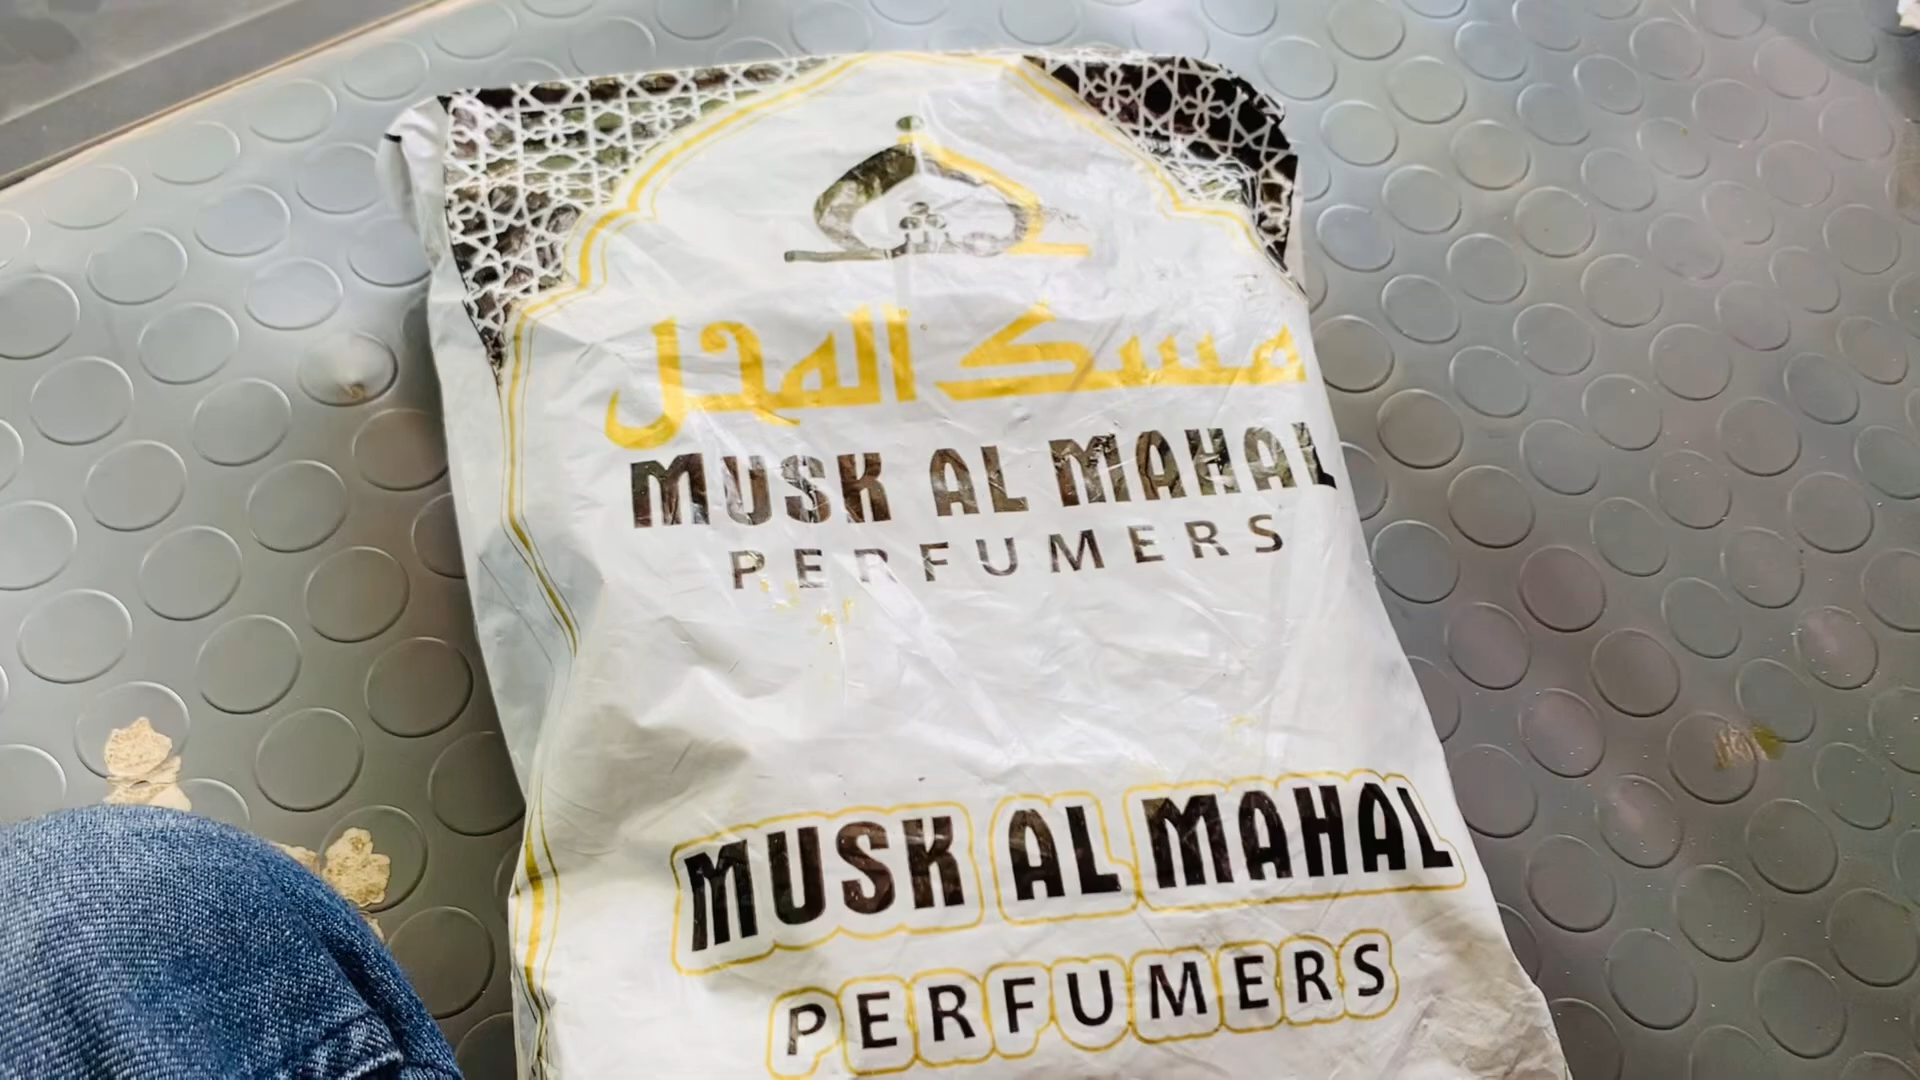 مسك المحل
MUSK AL MAHAL
PERFUMERS
MUSK AL MAHAL
PERFUMERS